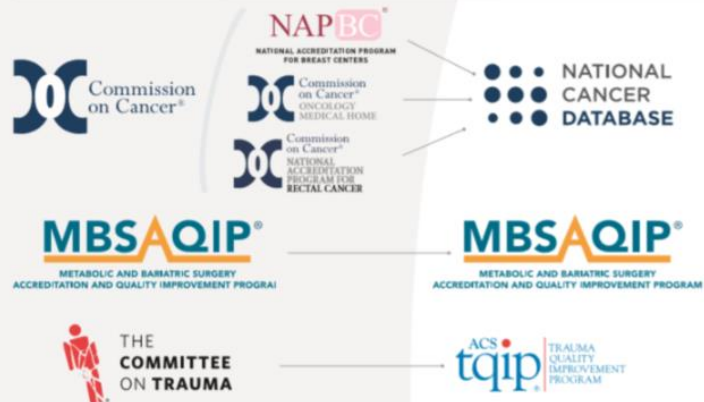 NAPBC®
NATIONAL ACCREDITATION PROGRAM
FOR BREAST CENTERS
Commission
on Cancer®
Commission
on Cancer®
ONCOLOGY
MEDICAL HOME
Commission
on Cancer®
NATIONAL
ACCREDITATION
PROGRAM FOR
RECTAL CANCER
NATIONAL
CANCER
DATABASE
MBSAQIP®
METABOLIC AND BARIATRIC SURGERY
ACCREDITATION AND QUALITY IMPROVEMENT PROGRAI
MBSAQIP®
METABOLIC AND BARIATRIC SURGERY
ACCREDITATION AND QUALITY IMPROVEMENT PROGRAM
THE
COMMITTEE
ON TRAUMA
ACS
tqip®
TRAUMA
QUALITY
IMPROVEMENT
PROGRAM